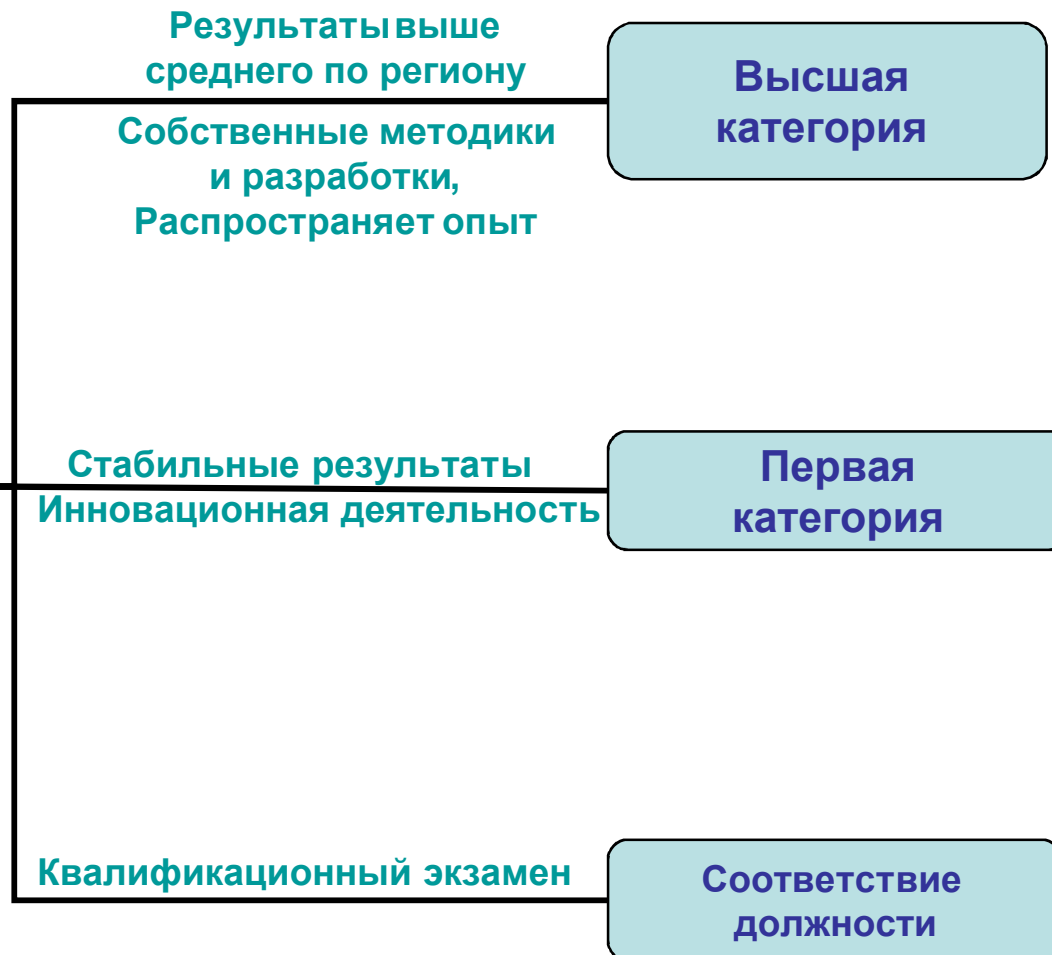 Результаты выше
среднего по региону
Высшая
категория
Собственные методики
и разработки,
Распространяет опыт
Стабильные результаты
Инновационная деятельность
Первая
категория
Квалификационный экзамен
Соответствие
должности